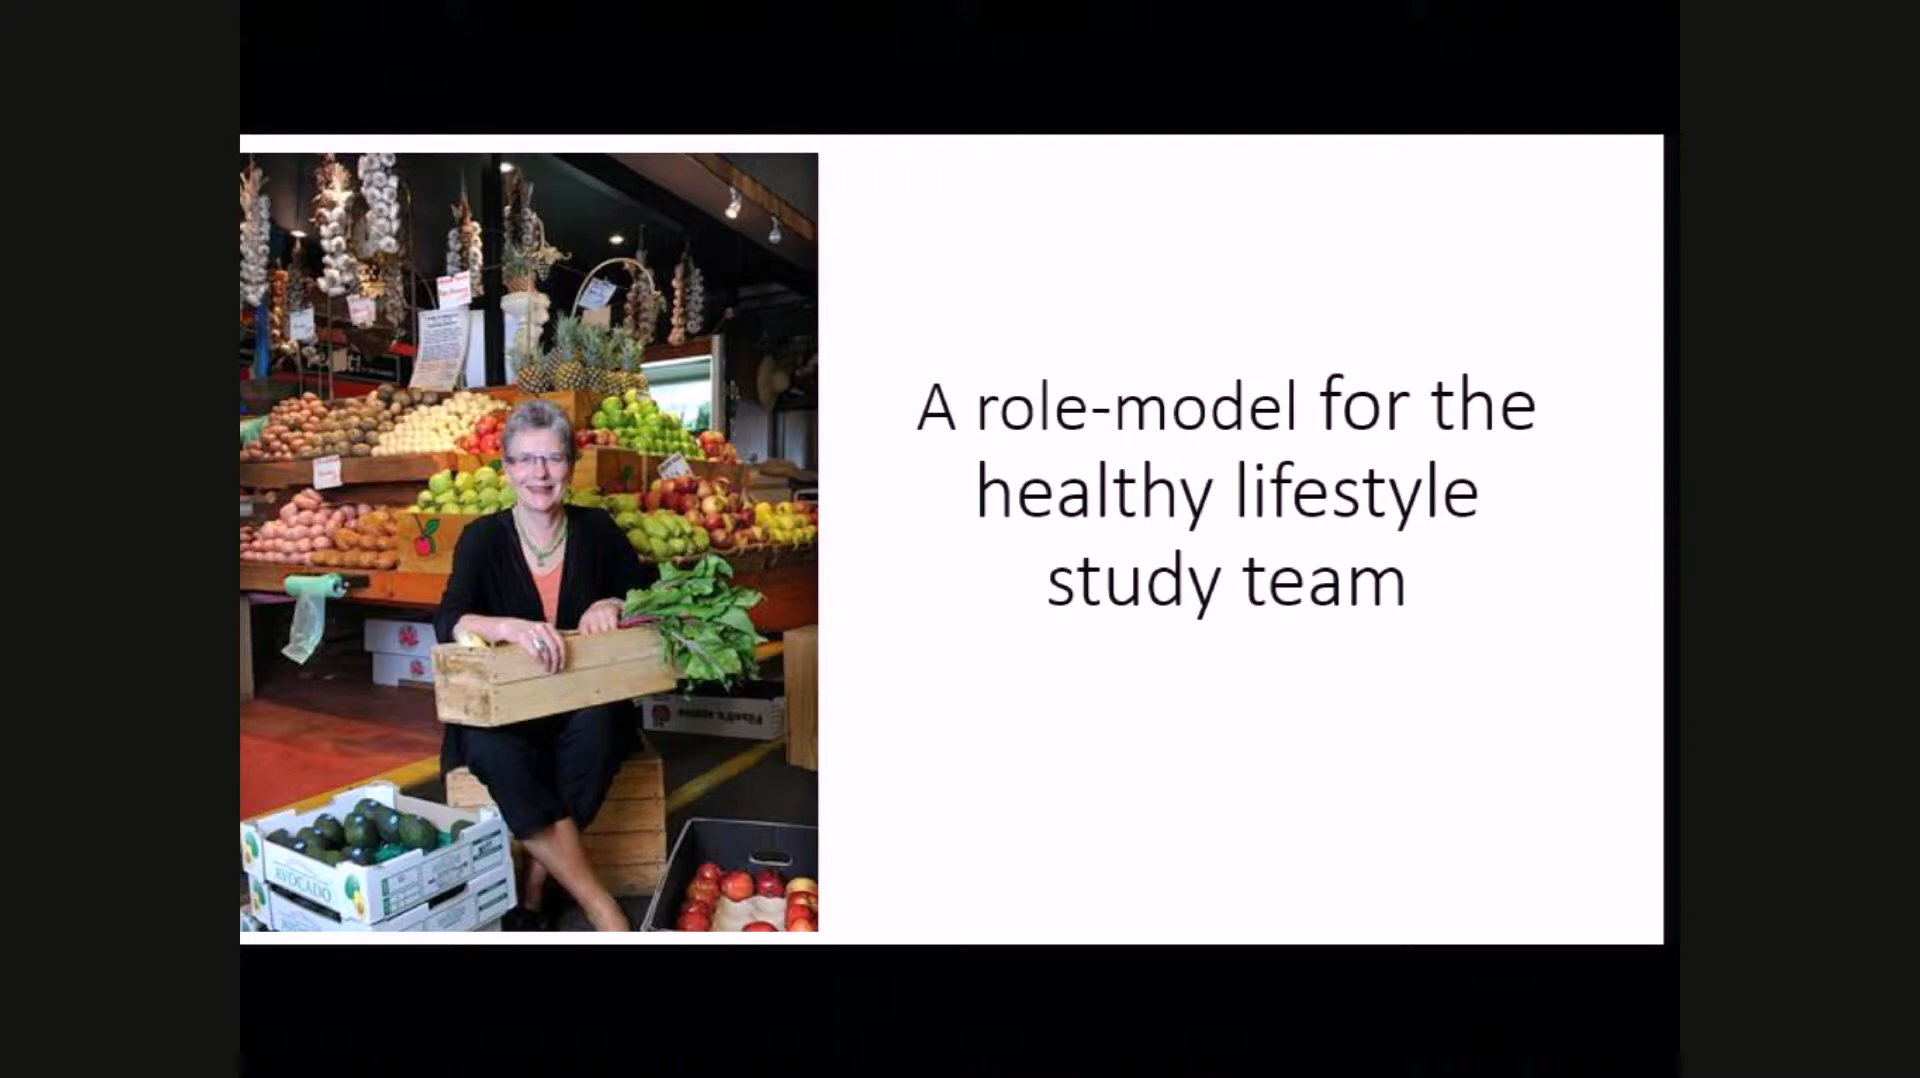 A role-model for the
healthy lifestyle
study team
AVOCADO